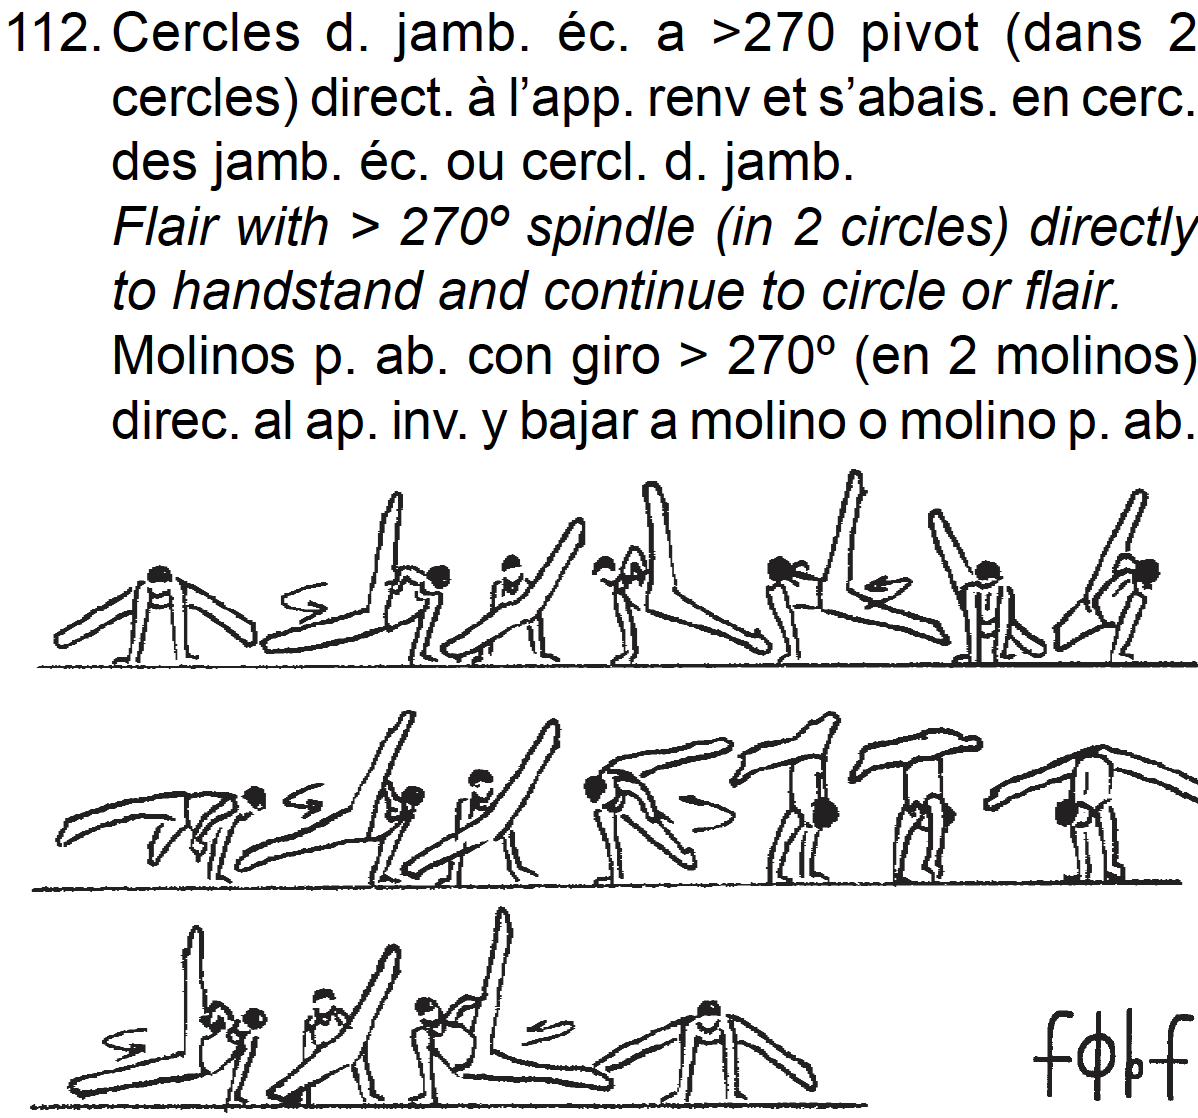 112. Cercles d. jamb. éc. a >270 pivot (dans 2
cercles) direct. à l’app. renv et s’abais. en cerc.
des jamb. éc. ou cercl. d. jamb.
Flair with > 270º spindle (in 2 circles) directly
to handstand and continue to circle or flair.
Molinos p. ab. con giro > 270º (en 2 molinos)
direc. al ap. inv. y bajar a molino o molino p. ab.